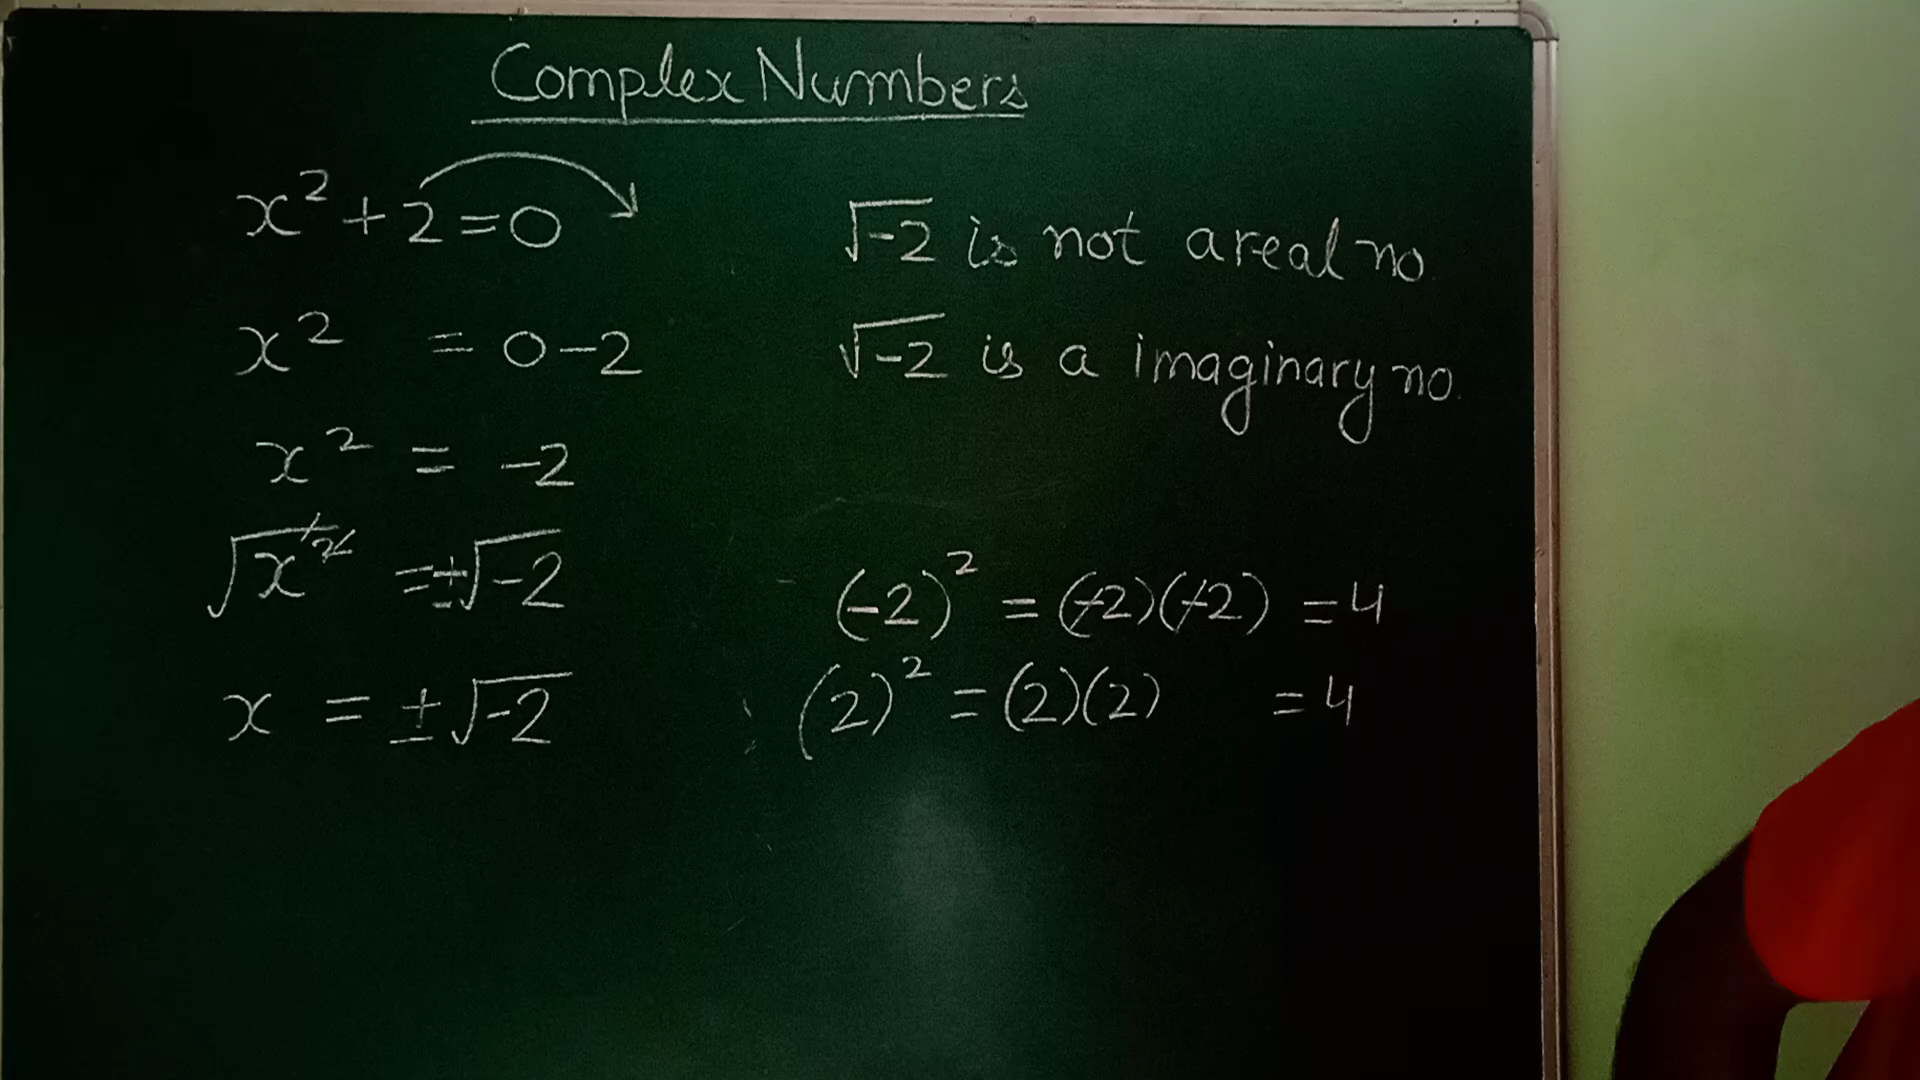 Complex Numbers
x² + 2 = 0
x² = 0 - 2
x² = -2
√x² = ±√-2
x = ±√-2
√-2 is not a real no.
√-2 is a imaginary no.
(-2)² = (-2)(-2) = 4
(2)² = (2)(2) = 4